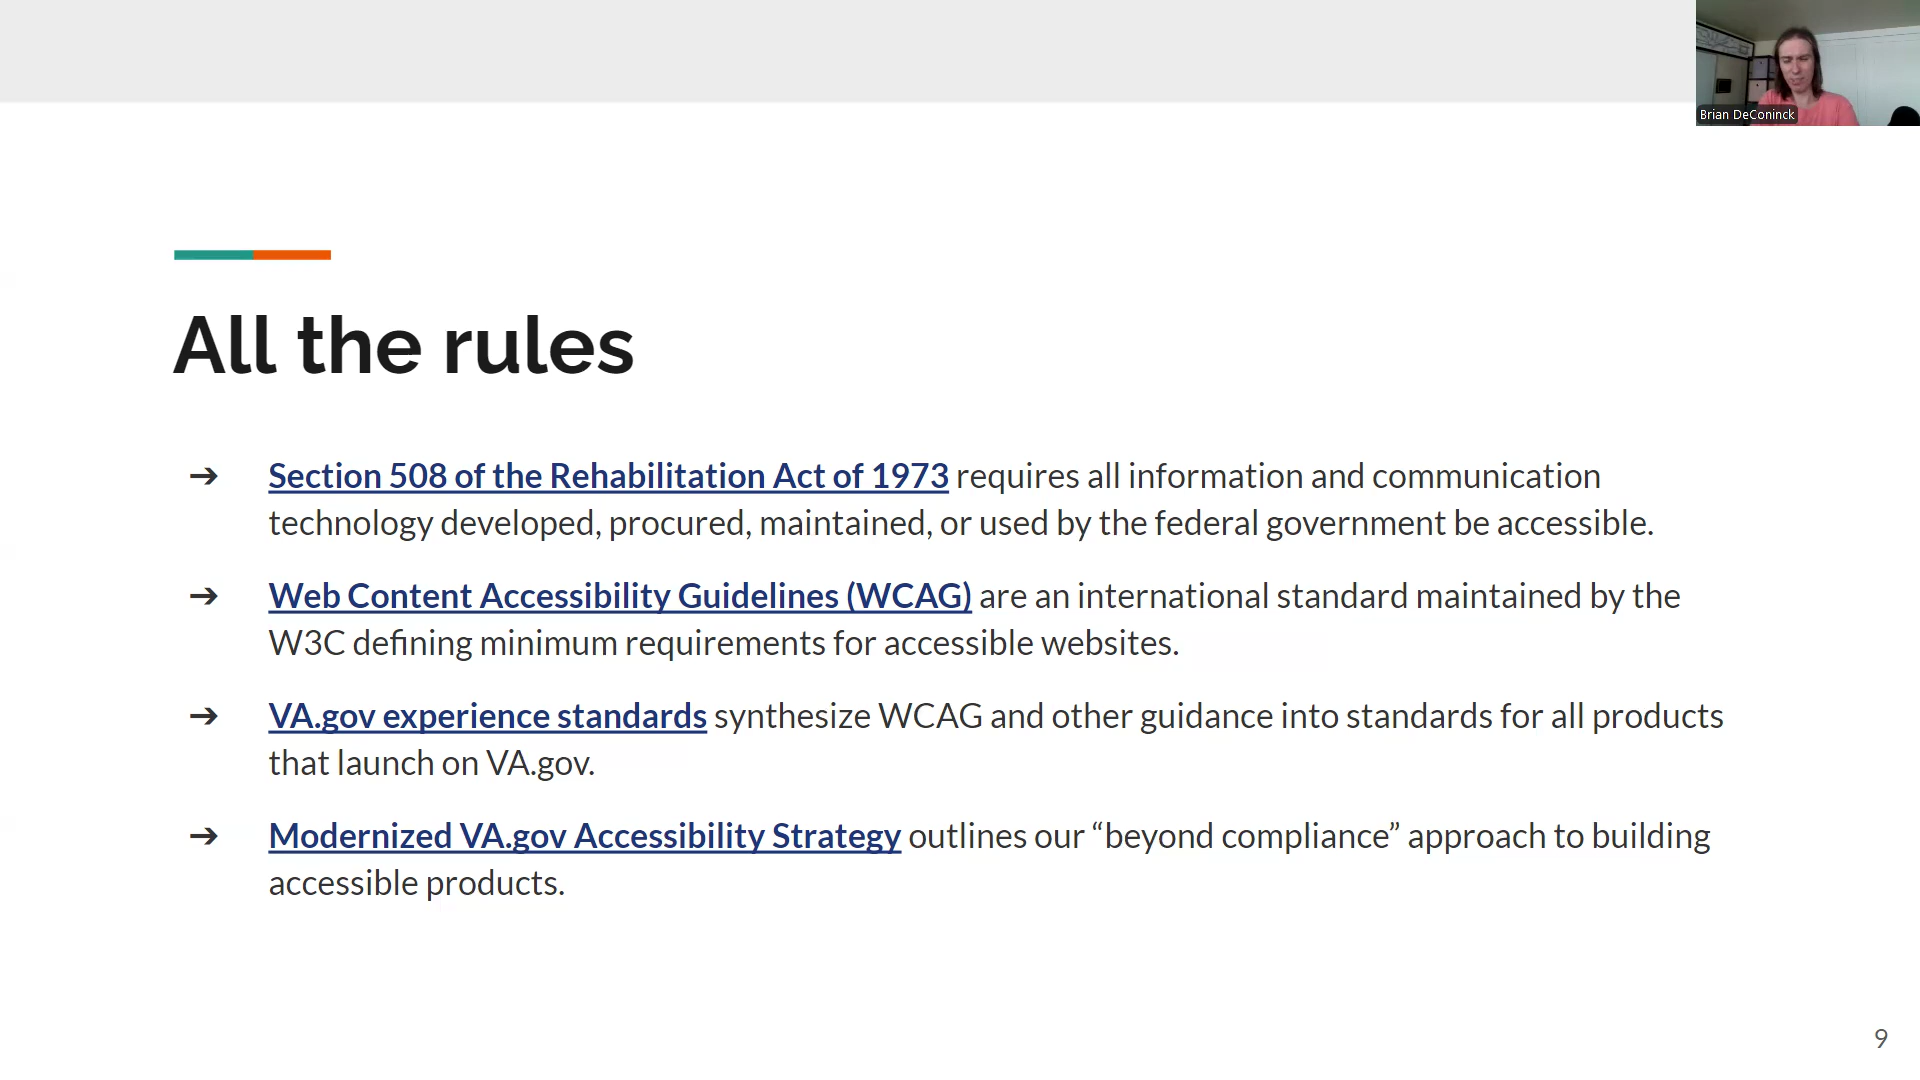 Brian DeConinck
All the rules
➔ Section 508 of the Rehabilitation Act of 1973 requires all information and communication
technology developed, procured, maintained, or used by the federal government be accessible.
➔ Web Content Accessibility Guidelines (WCAG) are an international standard maintained by the
W3C defining minimum requirements for accessible websites.
➔ VA.gov experience standards synthesize WCAG and other guidance into standards for all products
that launch on VA.gov.
➔ Modernized VA.gov Accessibility Strategy outlines our “beyond compliance” approach to building
accessible products.
9